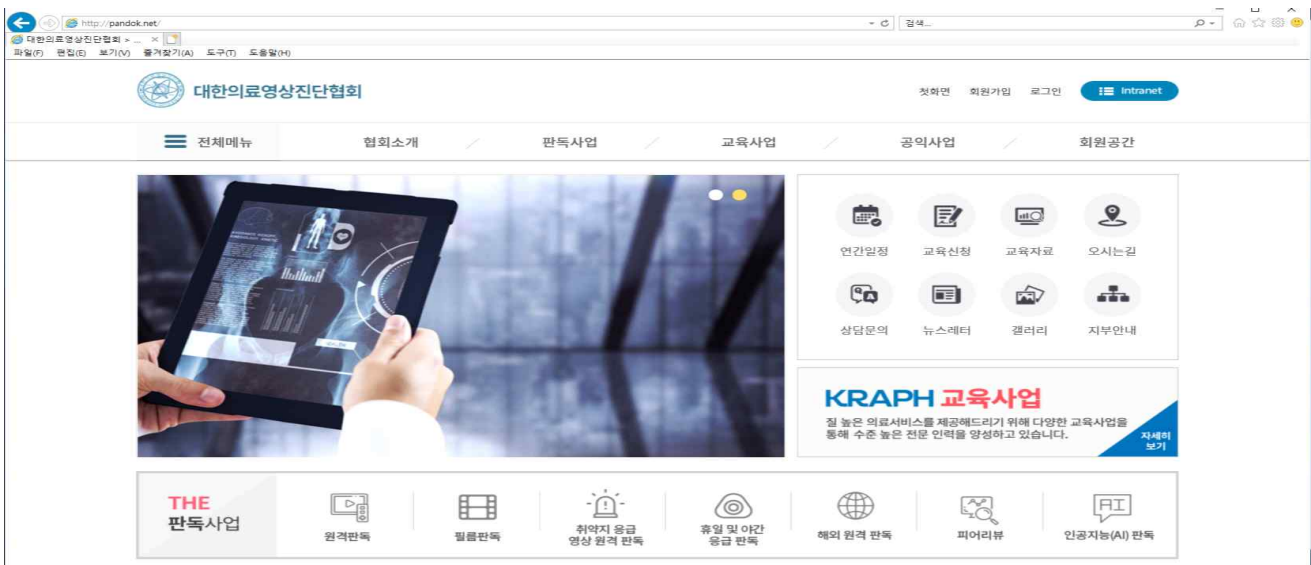 http://pandok.net/
검색...
대한의료영상진단협회 > ...
파일(F) 편집(E) 보기(V) 즐겨찾기(A) 도구(T) 도움말(H)
대한의료영상진단협회
첫화면 회원가입 로그인 Intranet
전체메뉴 협회소개 판독사업 교육사업 공익사업 회원공간
연간일정 교육신청 교육자료 오시는길
상담문의 뉴스레터 갤러리 지부안내
KRAPH 교육사업
질 높은 의료서비스를 제공해드리기 위해 다양한 교육사업을
통해 수준 높은 전문 인력을 양성하고 있습니다.
자세히
보기
THE
판독사업
원격판독
필름판독
취약지 응급
영상 원격 판독
휴일 및 야간
응급 판독
해외 원격 판독
피어리뷰
AI
인공지능(AI) 판독